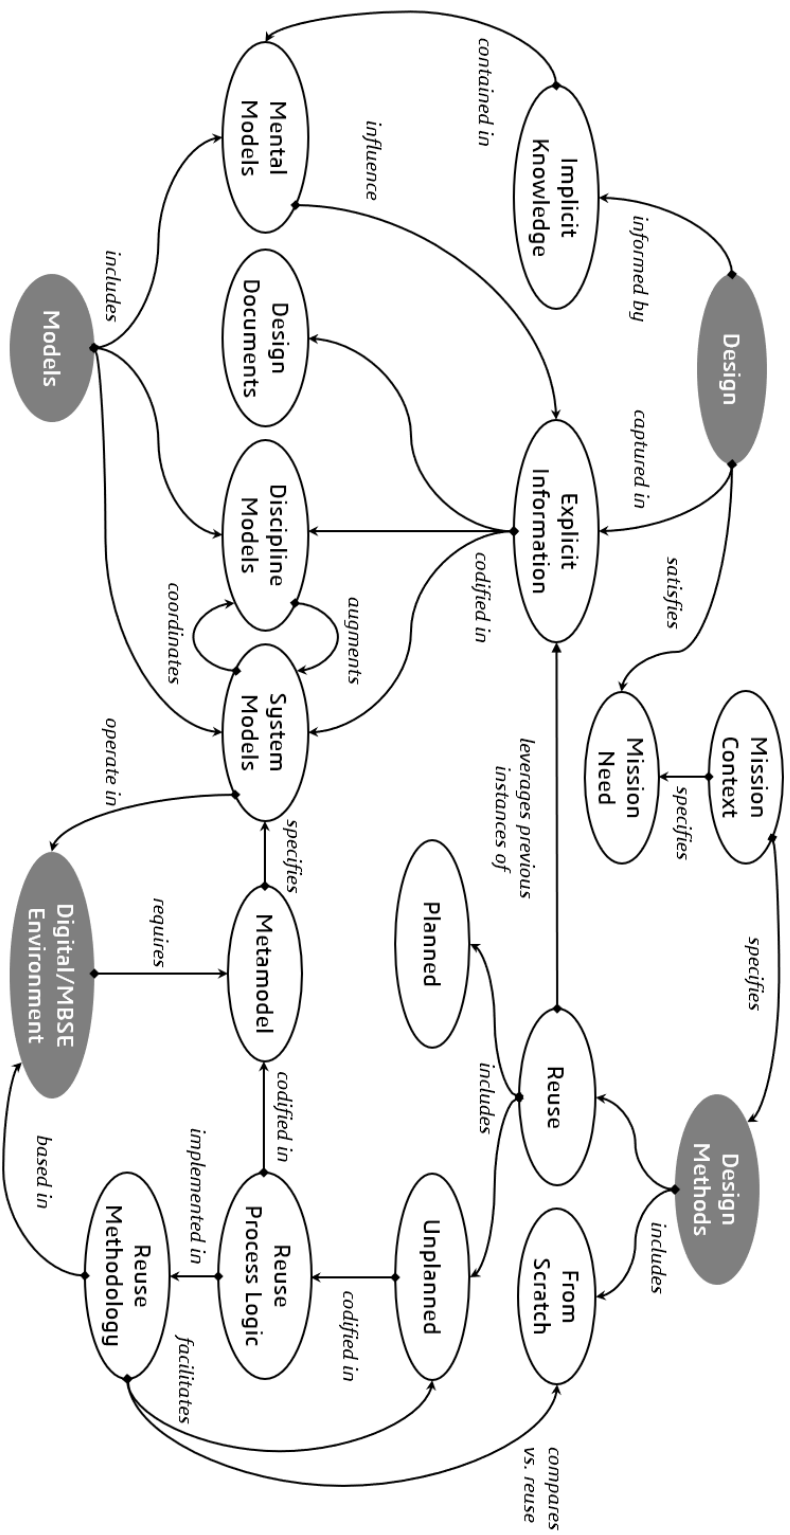 Design
Mission
Context
Design
Methods
informed by
captured in
satisfies
specifies
specifies
includes
Implicit
Knowledge
Explicit
Information
Mission
Need
Reuse
From
Scratch
contained in
influence
codified in
leverages previous
instances of
includes
compares
vs. reuse
Planned
Unplanned
codified in
Mental
Models
Design
Documents
Discipline
Models
augments
coordinates
System
Models
specifies
Metamodel
codified in
Reuse
Process Logic
includes
operate in
requires
implemented in
facilitates
Models
Digital/MBSE
Environment
based in
Reuse
Methodology